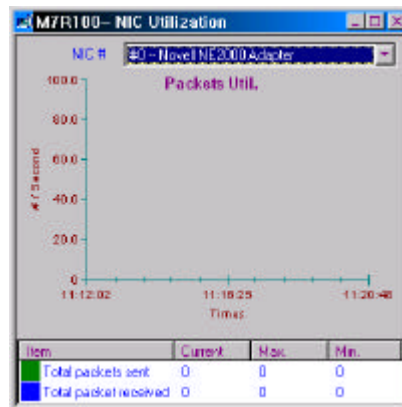 M7R100– NIC Utilization
NIC # #0 – Novell NE2000 Adapter
Packets Util.
100.0
80.0
60.0
40.0
20.0
0
# / Second
11:12:02 11:16:25 11:20:48
Times
Item Current Max. Min.
Total packets sent 0 0 0
Total packet received 0 0 0